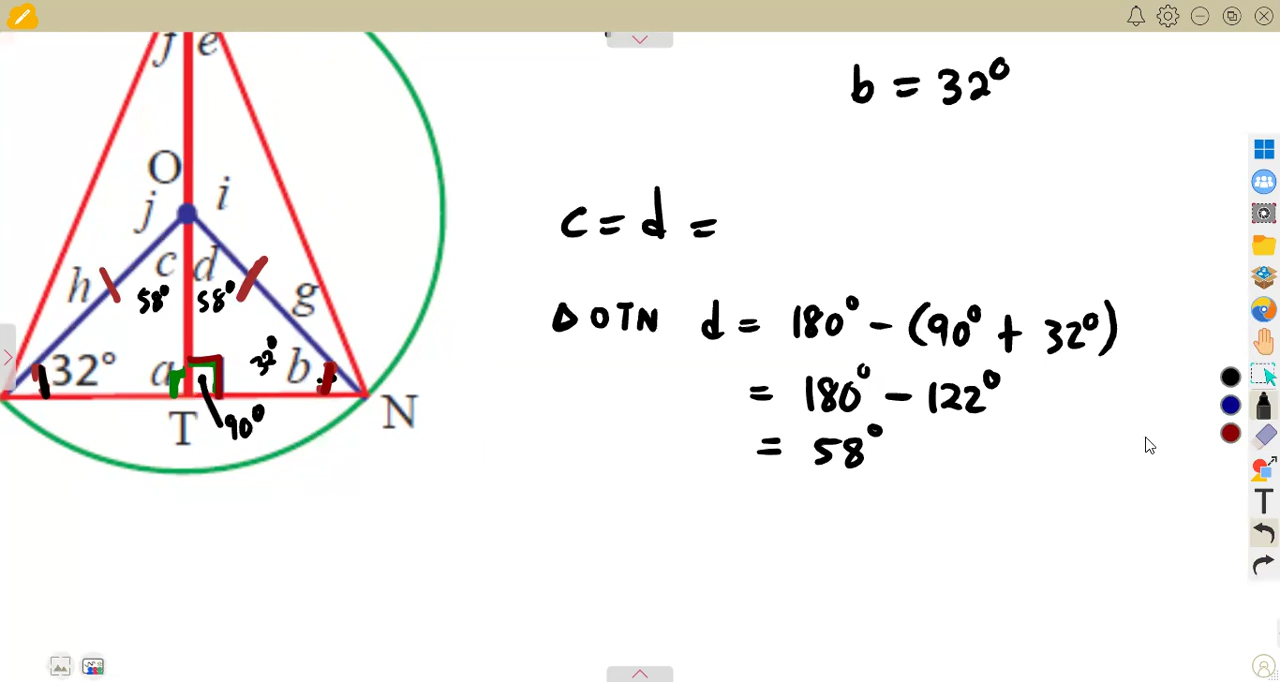 f e
b = 32°
O
j i
c = d =
h c d g
58° 58°
Δ OTN d = 180° - (90° + 32°)
32° a 32° b
= 180° - 122°
T 90° N
= 58°
T